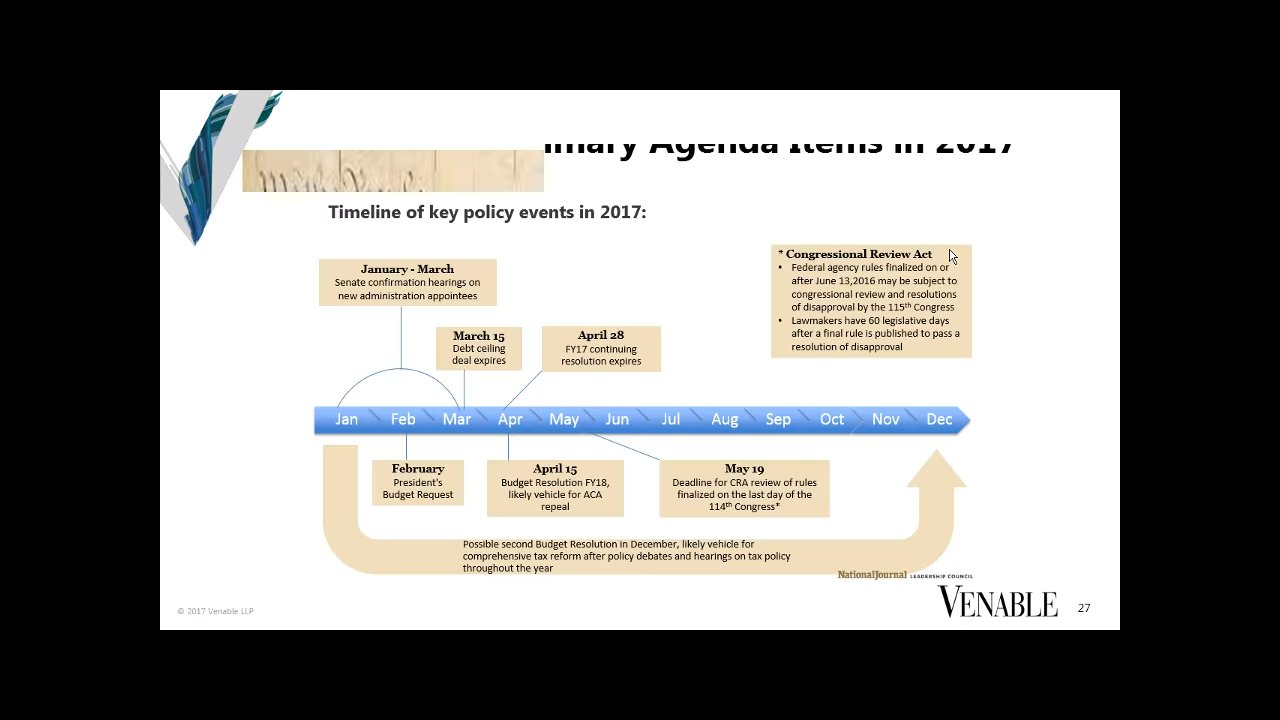 Agenda Items in 2017
Timeline of key policy events in 2017:
January - March
Senate confirmation hearings on
new administration appointees
March 15
Debt ceiling
deal expires
April 28
FY17 continuing
resolution expires
* Congressional Review Act
• Federal agency rules finalized on or
after June 13,2016 may be subject to
congressional review and resolutions
of disapproval by the 115th Congress
• Lawmakers have 60 legislative days
after a final rule is published to pass a
resolution of disapproval
Jan Feb Mar Apr May Jun Jul Aug Sep Oct Nov Dec
February
President's
Budget Request
April 15
Budget Resolution FY18,
likely vehicle for ACA
repeal
May 19
Deadline for CRA review of rules
finalized on the last day of the
114th Congress*
Possible second Budget Resolution in December, likely vehicle for
comprehensive tax reform after policy debates and hearings on tax policy
throughout the year
NationalJournal LEADERSHIP COUNCIL
© 2017 Venable LLP
VENABLE
27